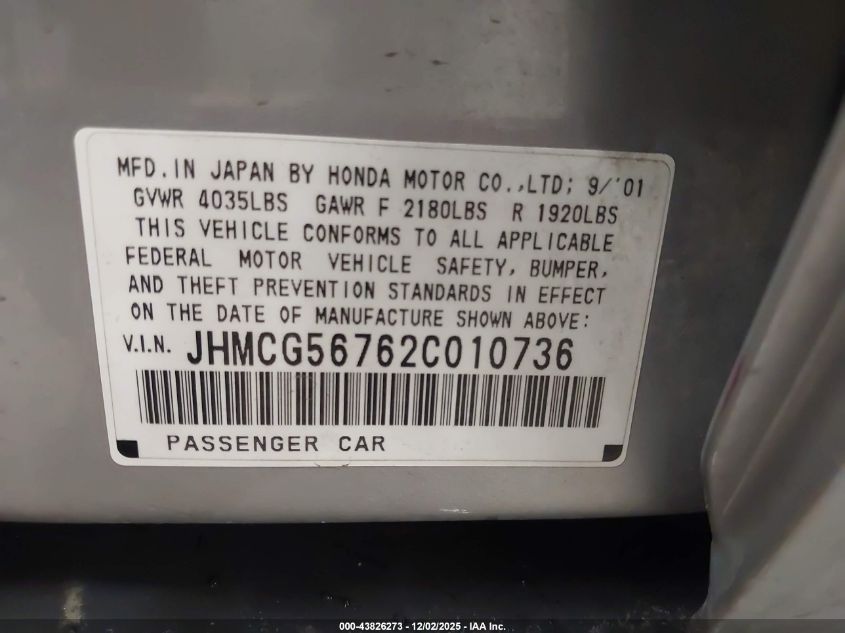 MFD.IN JAPAN BY HONDA MOTOR CO.,LTD; 9/'01
GVWR 4035LBS GAWR F 2180LBS R 1920LBS
THIS VEHICLE CONFORMS TO ALL APPLICABLE
FEDERAL MOTOR VEHICLE SAFETY, BUMPER,
AND THEFT PREVENTION STANDARDS IN EFFECT
ON THE DATE OF MANUFACTURE SHOWN ABOVE:
V.I.N. JHMCG56762C010736
PASSENGER CAR
000-43826273 - 12/02/2025 - IAA Inc.